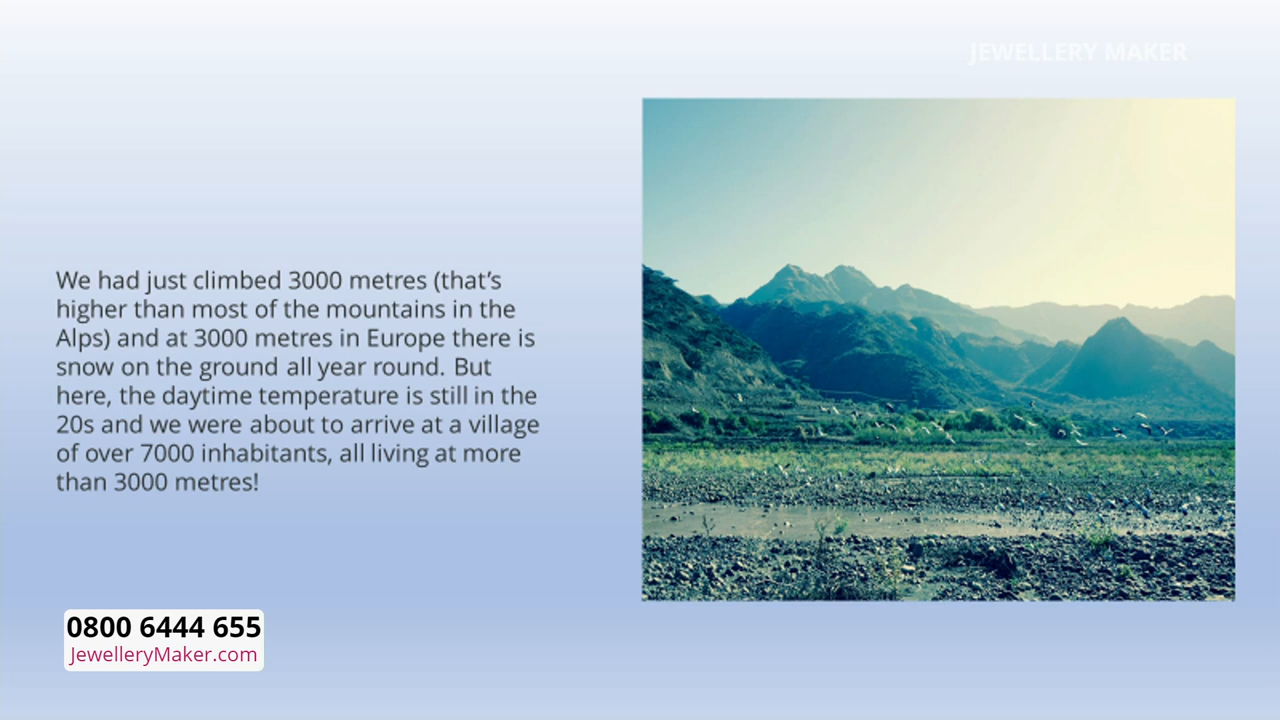 JEWELLERY MAKER
We had just climbed 3000 metres (that’s
higher than most of the mountains in the
Alps) and at 3000 metres in Europe there is
snow on the ground all year round. But
here, the daytime temperature is still in the
20s and we were about to arrive at a village
of over 7000 inhabitants, all living at more
than 3000 metres!
0800 6444 655
JewelleryMaker.com